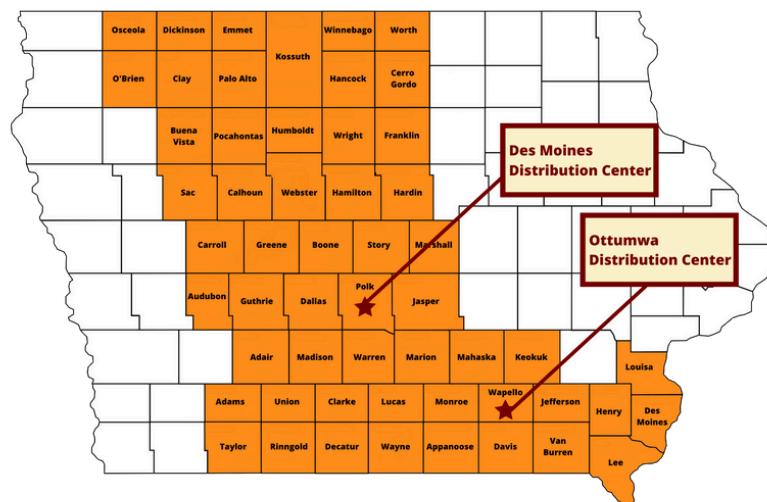 Osceola Dickinson Emmet Winnebago Worth
Kossuth
O'Brien Clay Palo Alto Hancock Cerro
Gordo
Buena
Vista Pocahontas Humboldt Wright Franklin
Des Moines
Distribution Center
Sac Calhoun Webster Hamilton Hardin
Ottumwa
Distribution Center
Carroll Greene Boone Story Marshall
Audubon Guthrie Dallas Polk Jasper
Adair Madison Warren Marion Mahaska Keokuk Louisa
Adams Union Clarke Lucas Monroe Wapello Jefferson Henry Des
Moines
Taylor Rinngold Decatur Wayne Appanoose Davis Van
Burren
Lee